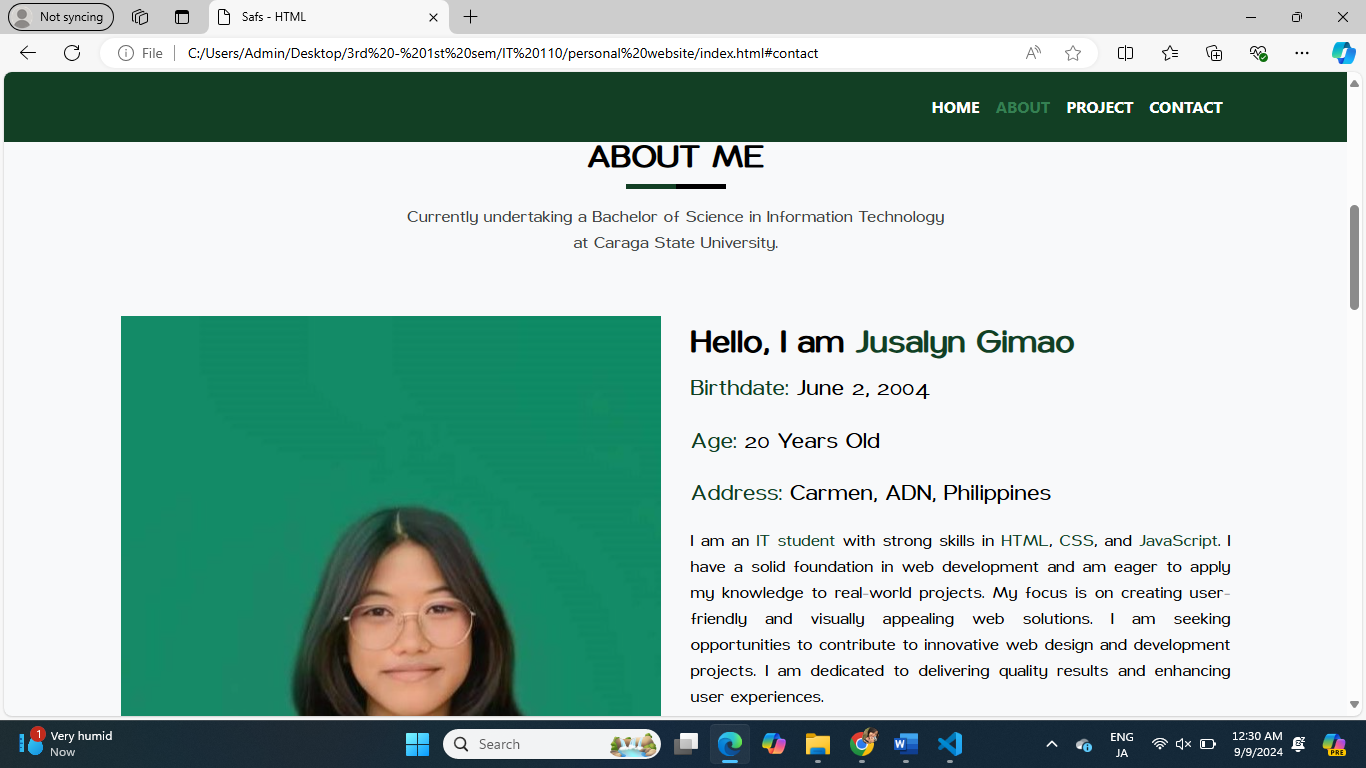 Not syncing
Safs - HTML
File
C:/Users/Admin/Desktop/3rd%20-%201st%20sem/IT%20110/personal%20website/index.html#contact
HOME ABOUT PROJECT CONTACT
ABOUT ME
Currently undertaking a Bachelor of Science in Information Technology
at Caraga State University.
Hello, I am Jusalyn Gimao
Birthdate: June 2, 2004
Age: 20 Years Old
Address: Carmen, ADN, Philippines
I am an IT student with strong skills in HTML, CSS, and JavaScript. I
have a solid foundation in web development and am eager to apply
my knowledge to real-world projects. My focus is on creating user-
friendly and visually appealing web solutions. I am seeking
opportunities to contribute to innovative web design and development
projects. I am dedicated to delivering quality results and enhancing
user experiences.
1
Very humid
Now
Search
ENG
JA
12:30 AM
9/9/2024
PRE